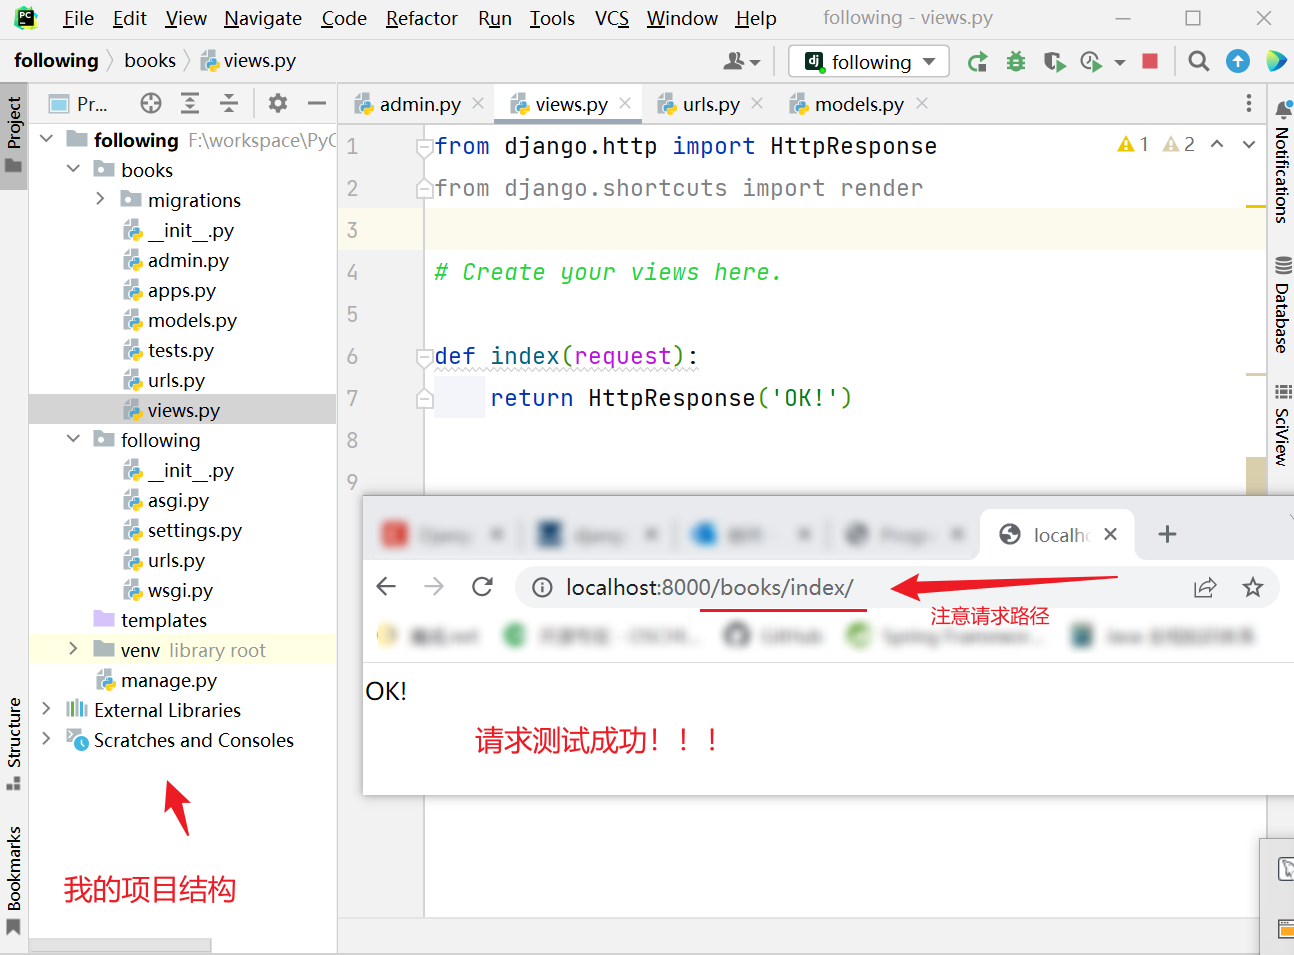 File Edit View Navigate Code Refactor Run Tools VCS Window Help following - views.py
following books views.py
following
Project
Pr...
admin.py views.py urls.py models.py
following F:\workspace\PyC
books
migrations
__init__.py
admin.py
apps.py
models.py
tests.py
urls.py
views.py
following
__init__.py
asgi.py
settings.py
urls.py
wsgi.py
templates
venv library root
manage.py
External Libraries
Scratches and Consoles
我的项目结构
Structure
Bookmarks
1 from django.http import HttpResponse
2 from django.shortcuts import render
3
4 # Create your views here.
5
6 def index(request):
7 return HttpResponse('OK!')
8
9
1 2
Notifications
Database
SciView
localho
localhost:8000/books/index/
注意请求路径
GitHub
OK!
请求测试成功！！！